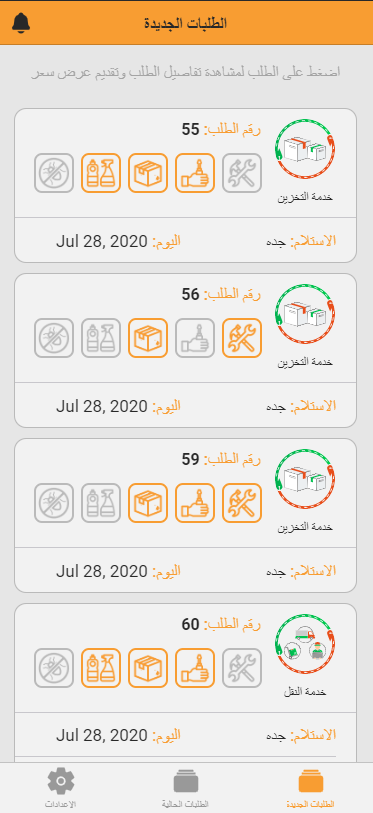 الطلبات الجديدة
اضغط على الطلب لمشاهدة تفاصيل الطلب وتقديم عرض سعر
رقم الطلب: 55
خدمة التخزين
الاستلام: جده
اليوم: Jul 28, 2020
رقم الطلب: 56
خدمة التخزين
الاستلام: جده
اليوم: Jul 28, 2020
رقم الطلب: 59
خدمة التخزين
الاستلام: جده
اليوم: Jul 28, 2020
رقم الطلب: 60
خدمة النقل
الاستلام: جده
اليوم: Jul 28, 2020
الطلبات الجديدة
الطلبات الحالية
الاعدادات